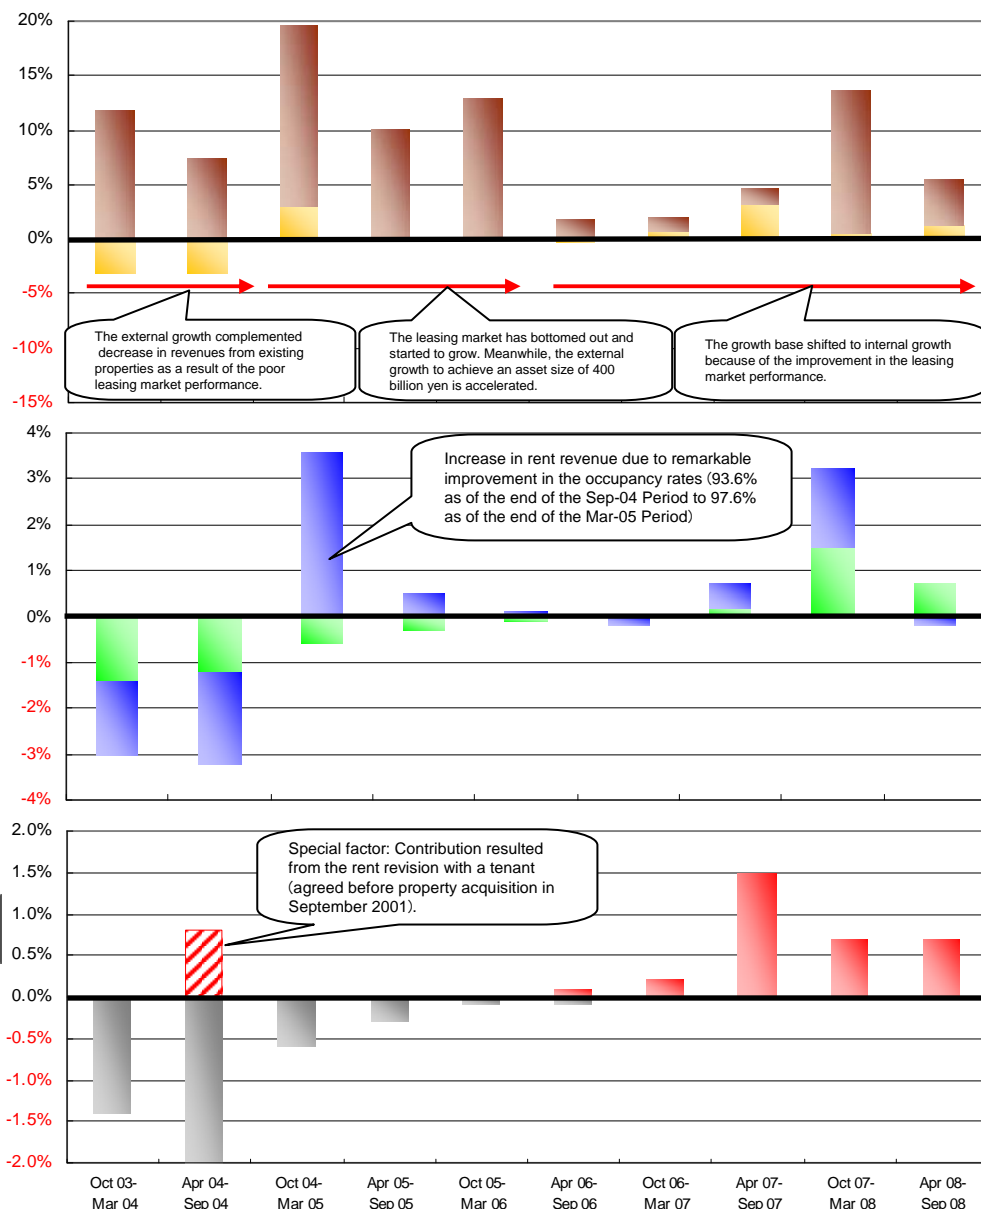 20%
15%
10%
5%
0%
-5%
-10%
-15%
The external growth complemented
decrease in revenues from existing
properties as a result of the poor
leasing market performance.
The leasing market has bottomed out and
started to grow. Meanwhile, the external
growth to achieve an asset size of 400
billion yen is accelerated.
The growth base shifted to internal growth
because of the improvement in the leasing
market performance.
4%
3%
2%
1%
0%
-1%
-2%
-3%
-4%
Increase in rent revenue due to remarkable
improvement in the occupancy rates (93.6%
as of the end of the Sep-04 Period to 97.6%
as of the end of the Mar-05 Period)
2.0%
1.5%
1.0%
0.5%
0.0%
-0.5%
-1.0%
-1.5%
-2.0%
Special factor: Contribution resulted
from the rent revision with a tenant
(agreed before property acquisition in
September 2001).
Oct 03- Apr 04- Oct 04- Apr 05- Oct 05- Apr 06- Oct 06- Apr 07- Oct 07- Apr 08-
Mar 04 Sep 04 Mar 05 Sep 05 Mar 06 Sep 06 Mar 07 Sep 07 Mar 08 Sep 08